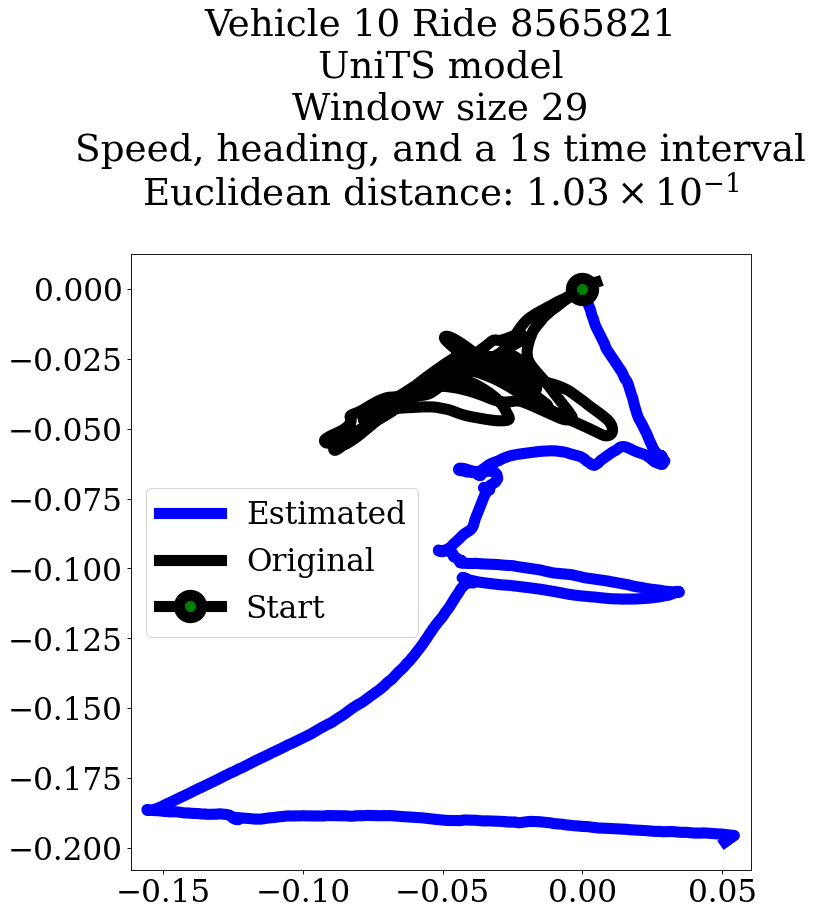 Vehicle 10 Ride 8565821
UniTS model
Window size 29
Speed, heading, and a 1s time interval
Euclidean distance: 1.03 × 10⁻¹
0.000
−0.025
−0.050
−0.075
−0.100
−0.125
−0.150
−0.175
−0.200
Estimated
Original
Start
−0.15
−0.10
−0.05
0.00
0.05